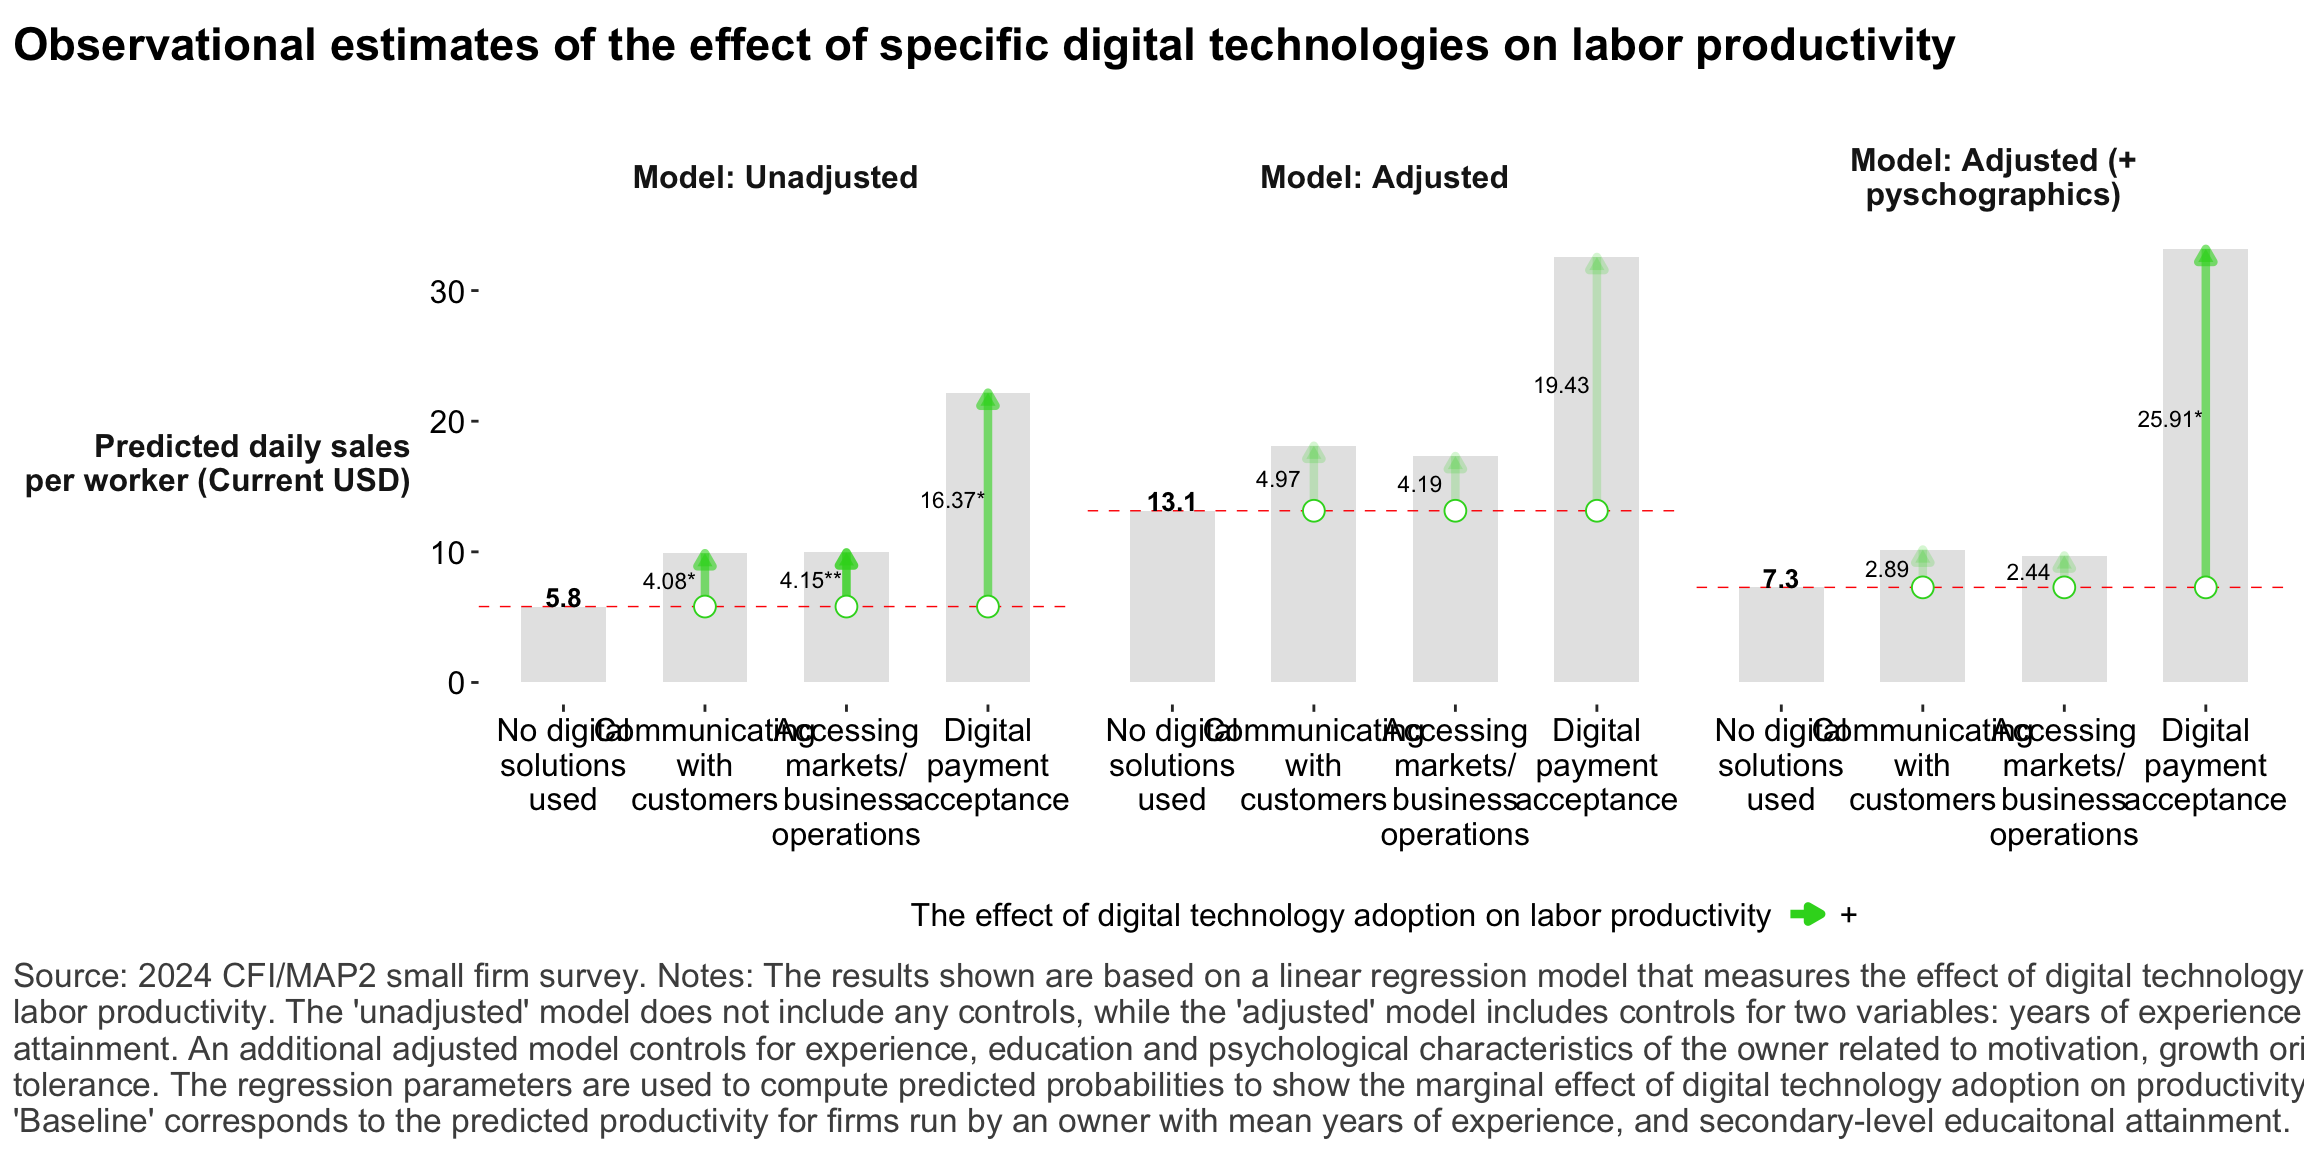 Observational estimates of the effect of specific digital technologies on labor productivity
Model: Unadjusted
Model: Adjusted
Model: Adjusted (+
pyschographics)
Predicted daily sales
per worker (Current USD)
30
20
10
0
5.8
4.08*
4.15**
16.37*
13.1
4.97
4.19
19.43
7.3
2.89
2.44
25.91*
No digital
solutions
used
Communicating
with
customers
Accessing
markets/
business
operations
Digital
payment
acceptance
No digital
solutions
used
Communicating
with
customers
Accessing
markets/
business
operations
Digital
payment
acceptance
No digital
solutions
used
Communicating
with
customers
Accessing
markets/
business
operations
Digital
payment
acceptance
The effect of digital technology adoption on labor productivity +
Source: 2024 CFI/MAP2 small firm survey. Notes: The results shown are based on a linear regression model that measures the effect of digital technology
labor productivity. The 'unadjusted' model does not include any controls, while the 'adjusted' model includes controls for two variables: years of experience
attainment. An additional adjusted model controls for experience, education and psychological characteristics of the owner related to motivation, growth ori
tolerance. The regression parameters are used to compute predicted probabilities to show the marginal effect of digital technology adoption on productivity
'Baseline' corresponds to the predicted productivity for firms run by an owner with mean years of experience, and secondary-level educaitonal attainment.